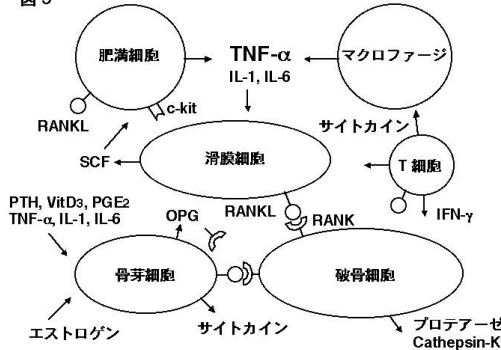 図5
肥満細胞
TNF-α
IL-1, IL-6
マクロファージ
RANKL
c-kit
サイトカイン
SCF
滑膜細胞
T 細胞
PTH, VitD3, PGE2
TNF-α, IL-1, IL-6
OPG
RANKL
RANK
IFN-γ
骨芽細胞
破骨細胞
エストロゲン
サイトカイン
プロテアーゼ
Cathepsin-K